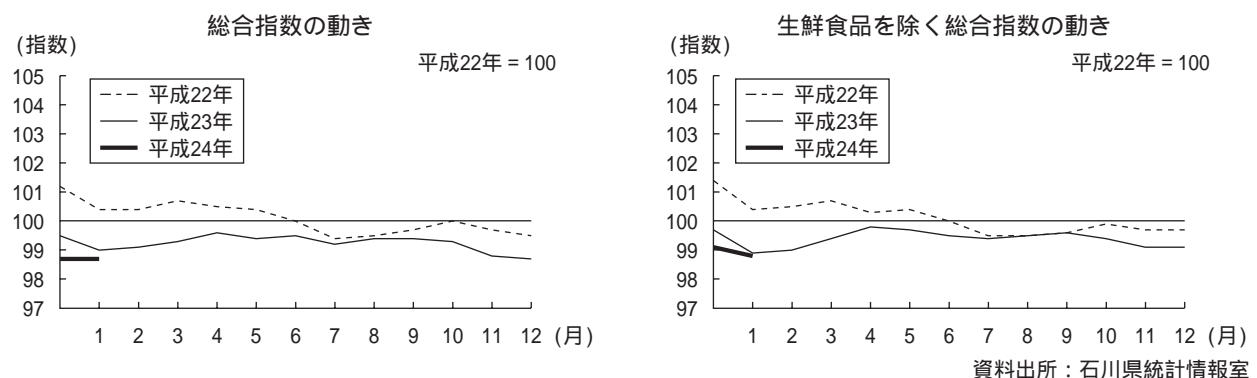 総合指数の動き
(指数)
平成22年 = 100
105
104
103
102
101
100
99
98
97
平成22年
平成23年
平成24年
1 2 3 4 5 6 7 8 9 10 11 12 (月)
生鮮食品を除く総合指数の動き
(指数)
平成22年 = 100
105
104
103
102
101
100
99
98
97
平成22年
平成23年
平成24年
1 2 3 4 5 6 7 8 9 10 11 12 (月)
資料出所：石川県統計情報室